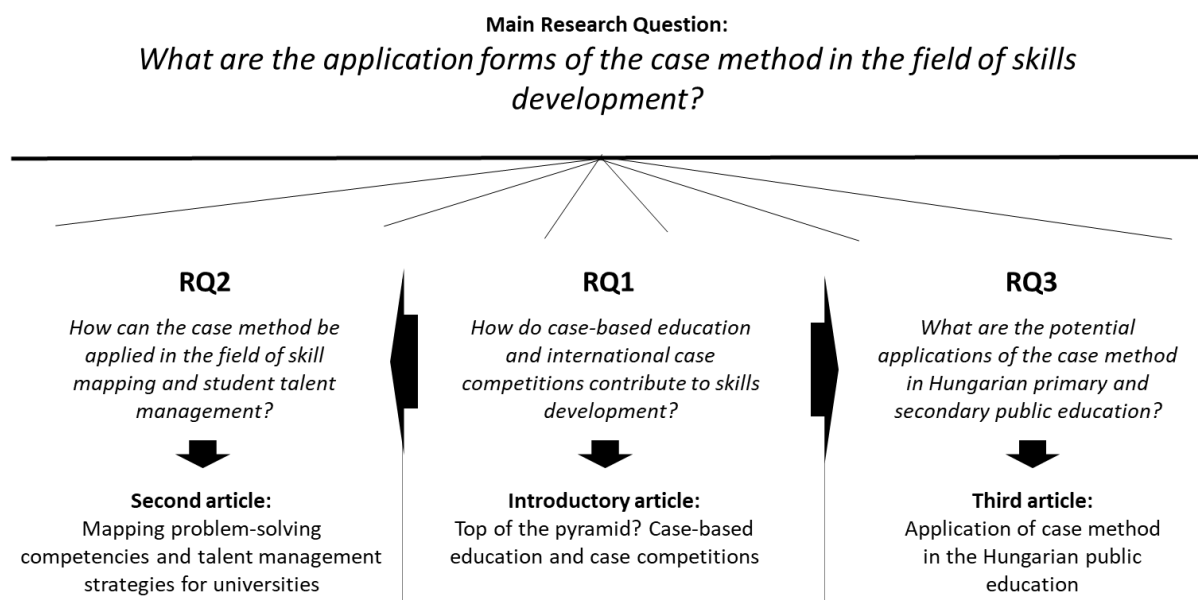 Main Research Question:
What are the application forms of the case method in the field of skills
development?
RQ2
How can the case method be
applied in the field of skill
mapping and student talent
management?
Second article:
Mapping problem-solving
competencies and talent management
strategies for universities
RQ1
How do case-based education
and international case
competitions contribute to skills
development?
Introductory article:
Top of the pyramid? Case-based
education and case competitions
RQ3
What are the potential
applications of the case method
in Hungarian primary and
secondary public education?
Third article:
Application of case method
in the Hungarian public
education